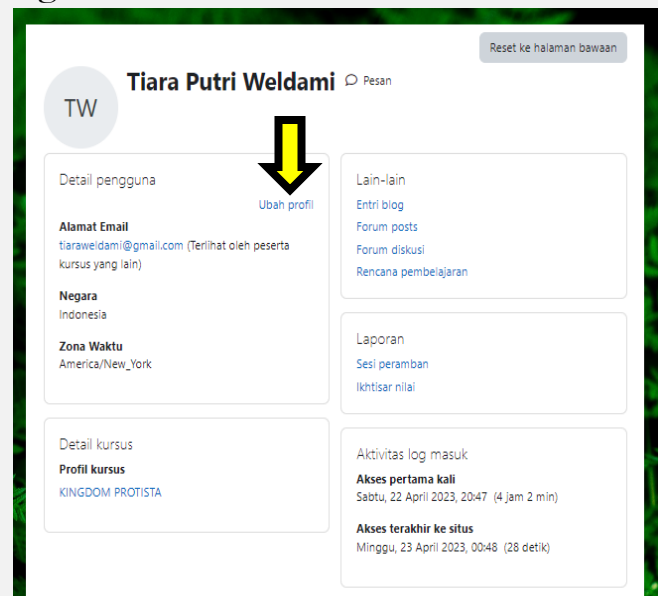 Reset ke halaman bawaan
TW
Tiara Putri Weldami
Pesan
Detail pengguna
Ubah profil
Alamat Email
tiaraweldami@gmail.com (Terlihat oleh peserta
kursus yang lain)
Negara
Indonesia
Zona Waktu
America/New_York
Detail kursus
Profil kursus
KINGDOM PROTISTA
Lain-lain
Entri blog
Forum posts
Forum diskusi
Rencana pembelajaran
Laporan
Sesi peramban
Ikhtisar nilai
Aktivitas log masuk
Akses pertama kali
Sabtu, 22 April 2023, 20:47 (4 jam 2 min)
Akses terakhir ke situs
Minggu, 23 April 2023, 00:48 (28 detik)